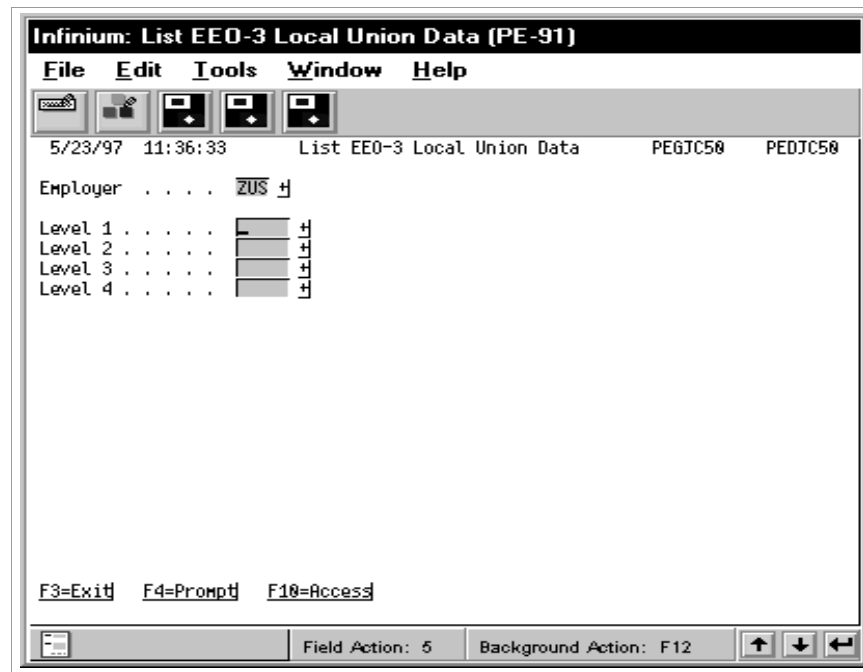 Infinium: List EEO-3 Local Union Data (PE-91)
File Edit Tools Window Help
5/23/97 11:36:33 List EEO-3 Local Union Data PEGJC50 PEDJC50
Employer . . . . ZUS +
Level 1 . . . . . _ +
Level 2 . . . . . +
Level 3 . . . . . +
Level 4 . . . . . +
F3=Exit F4=Prompt F10=Access
Field Action: 5 Background Action: F12